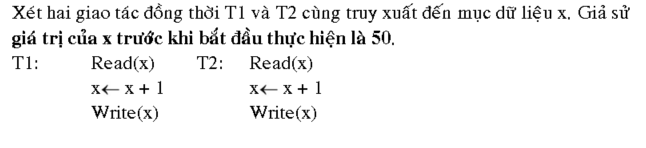 Xét hai giao tác đồng thời T1 và T2 cùng truy xuất đến mục dữ liệu x. Giả sử
giá trị của x trước khi bắt đầu thực hiện là 50.
T1: Read(x) T2: Read(x)
x← x + 1 x← x + 1
Write(x) Write(x)